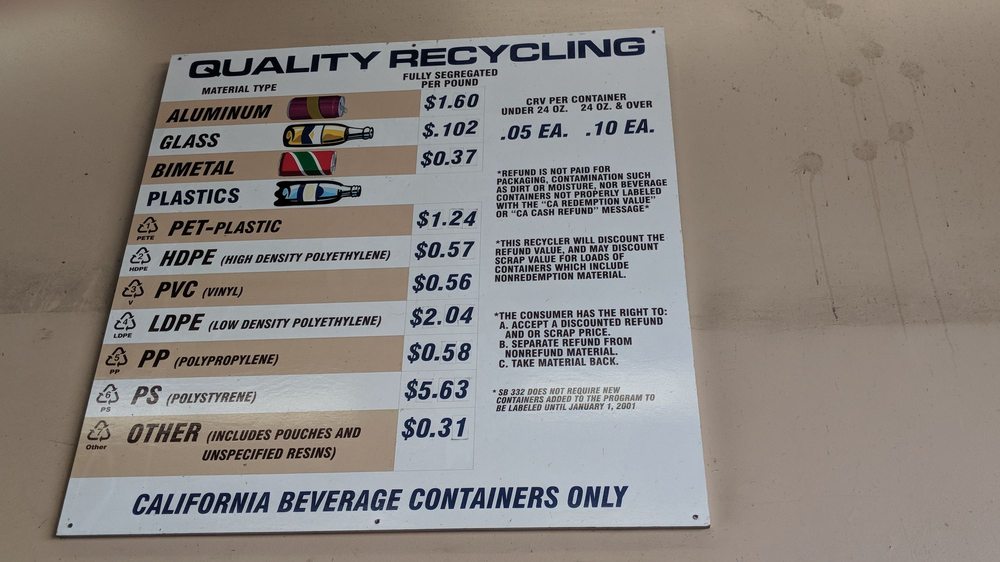 QUALITY RECYCLING
MATERIAL TYPE
FULLY SEGREGATED
PER POUND
ALUMINUM $1.60
GLASS $.102
BIMETAL $0.37
PLASTICS
1 PETE PET-PLASTIC $1.24
2 HDPE HDPE (HIGH DENSITY POLYETHYLENE) $0.57
3 V PVC (VINYL) $0.56
4 LDPE LDPE (LOW DENSITY POLYETHYLENE) $2.04
5 PP PP (POLYPROPYLENE) $0.58
6 PS PS (POLYSTYRENE) $5.63
7 Other OTHER (INCLUDES POUCHES AND $0.31
UNSPECIFIED RESINS)
CRV PER CONTAINER
UNDER 24 OZ. 24 OZ. & OVER
.05 EA. .10 EA.
*REFUND IS NOT PAID FOR
PACKAGING, CONTAMINATION SUCH
AS DIRT OR MOISTURE, NOR BEVERAGE
CONTAINERS NOT PROPERLY LABELED
WITH THE "CA REDEMPTION VALUE"
OR "CA CASH REFUND" MESSAGE*
*THIS RECYCLER WILL DISCOUNT THE
REFUND VALUE, AND MAY DISCOUNT
SCRAP VALUE FOR LOADS OF
CONTAINERS WHICH INCLUDE
NONREDEMPTION MATERIAL.
*THE CONSUMER HAS THE RIGHT TO:
A. ACCEPT A DISCOUNTED REFUND
AND OR SCRAP PRICE.
B. SEPARATE REFUND FROM
NONREFUND MATERIAL.
C. TAKE MATERIAL BACK.
* SB 332 DOES NOT REQUIRE NEW
CONTAINERS ADDED TO THE PROGRAM TO
BE LABELED UNTIL JANUARY 1, 2001
CALIFORNIA BEVERAGE CONTAINERS ONLY